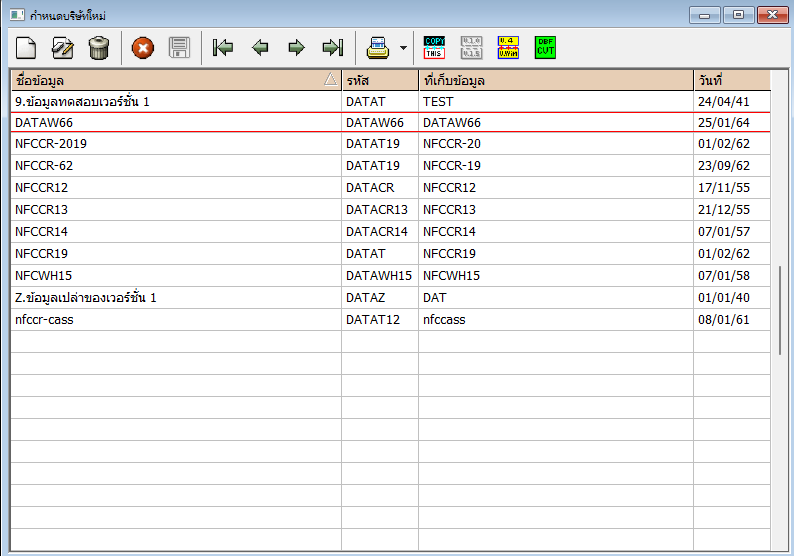 กำหนดบริษัทใหม่
COPY THIS V.1.0 V.1.5 V.4 V.Win DBF CUT
ชื่อข้อมูล รหัส ที่เก็บข้อมูล วันที่
9.ข้อมูลทดสอบเวอร์ชั่น 1 DATAT TEST 24/04/41
DATAW66 DATAW66 DATAW66 25/01/64
NFCCR-2019 DATAT19 NFCCR-20 01/02/62
NFCCR-62 DATAT19 NFCCR-19 23/09/62
NFCCR12 DATACR NFCCR12 17/11/55
NFCCR13 DATACR13 NFCCR13 21/12/55
NFCCR14 DATACR14 NFCCR14 07/01/57
NFCCR19 DATAT NFCCR19 01/02/62
NFCWH15 DATAWH15 NFCWH15 07/01/58
Z.ข้อมูลเปล่าของเวอร์ชั่น 1 DATAZ DAT 01/01/40
nfccr-cass DATAT12 nfccass 08/01/61